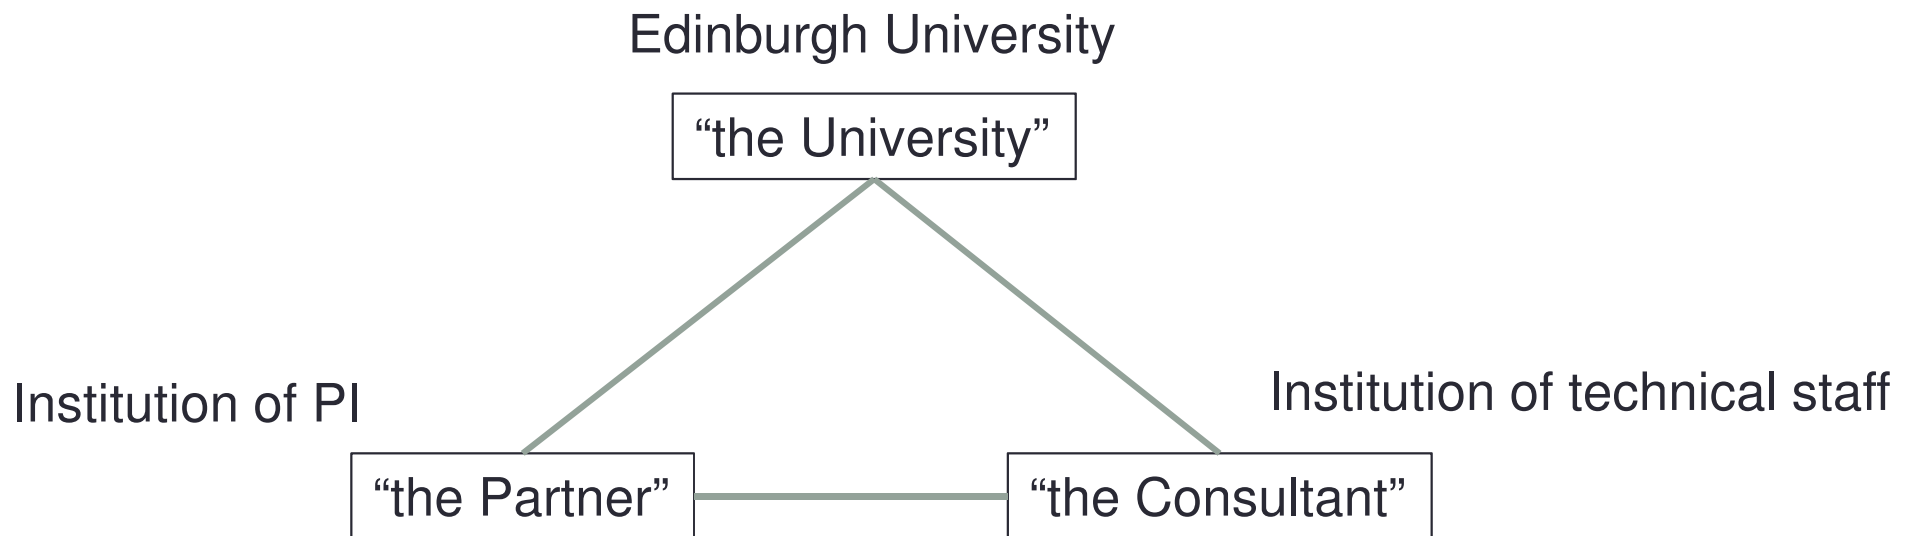 Edinburgh University
“the University”
Institution of PI
Institution of technical staff
“the Partner”
“the Consultant”